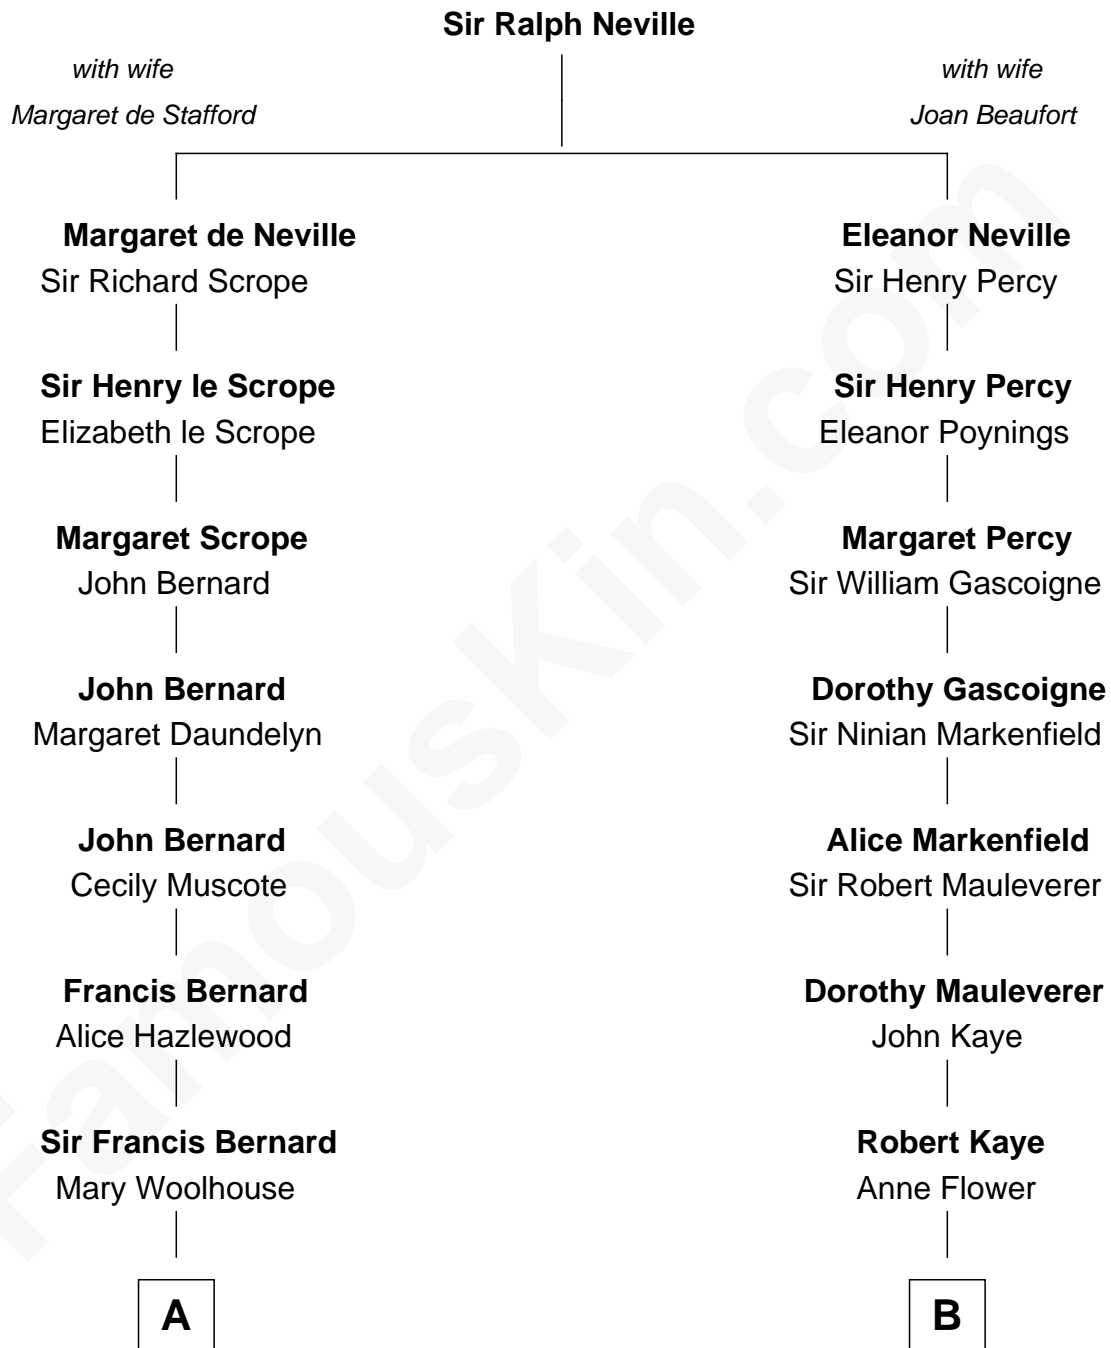 Sir Ralph Neville
with wife
Margaret de Stafford
with wife
Joan Beaufort
Margaret de Neville
Sir Richard Scrope
Eleanor Neville
Sir Henry Percy
Sir Henry le Scrope
Elizabeth le Scrope
Sir Henry Percy
Eleanor Poynings
Margaret Scrope
John Bernard
Margaret Percy
Sir William Gascoigne
John Bernard
Margaret Daundelyn
Dorothy Gascoigne
Sir Ninian Markenfield
John Bernard
Cecily Muscote
Alice Markenfield
Sir Robert Mauleverer
Francis Bernard
Alice Hazlewood
Dorothy Mauleverer
John Kaye
Sir Francis Bernard
Mary Woolhouse
Robert Kaye
Anne Flower
A
B
FamousKin.com